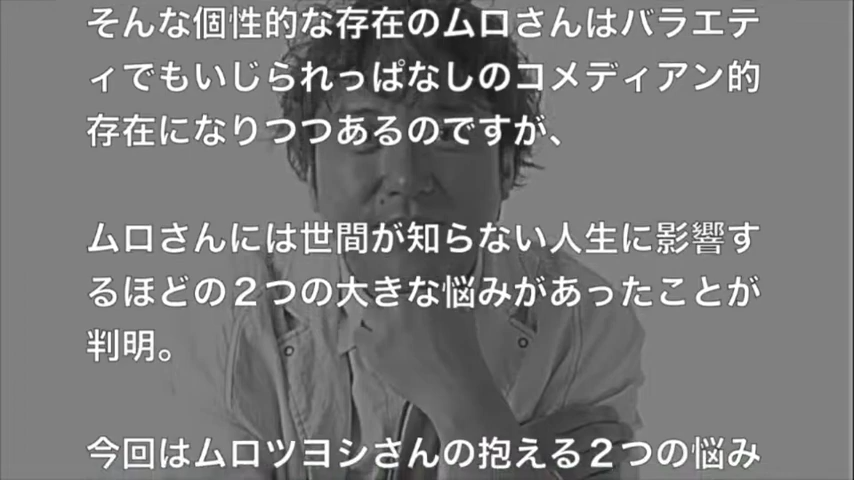 そんな個性的な存在のムロさんはバラエテ
ィでもいじられっぱなしのコメディアン的
存在になりつつあるのですが、
ムロさんには世間が知らない人生に影響す
るほどの２つの大きな悩みがあったことが
判明。
今回はムロツヨシさんの抱える２つの悩み